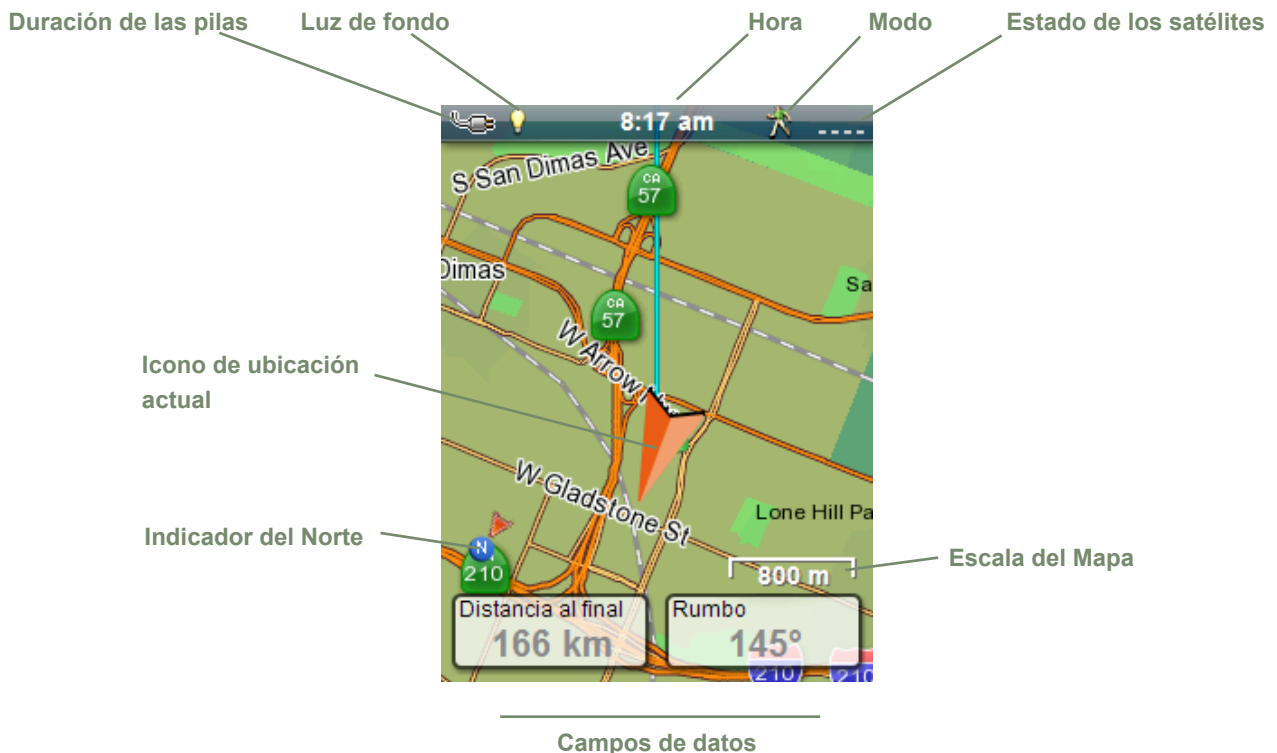 Duración de las pilas
Luz de fondo
Hora
Modo
Estado de los satélites
8:17 am
S San Dimas Ave
CA
57
Dimas
Sa
CA
57
W Arrow
Icono de ubicación
actual
W Gladstone St
Lone Hill Pa
Indicador del Norte
N
210
800 m
Escala del Mapa
Distancia al final
166 km
Rumbo
145°
210
210
Campos de datos